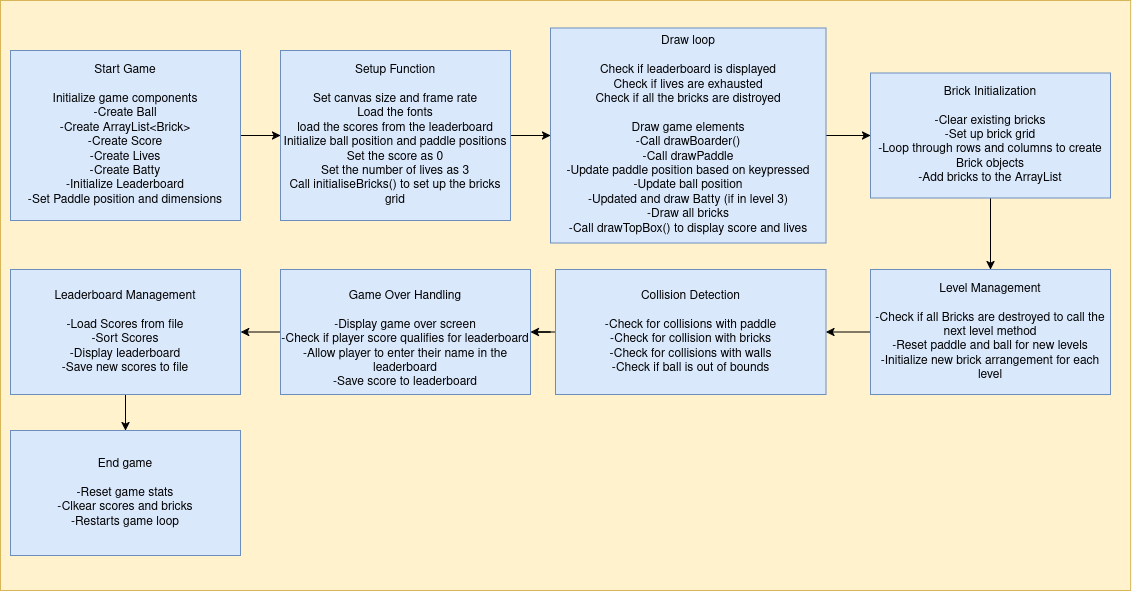 Start Game
Initialize game components
-Create Ball
-Create ArrayList<Brick>
-Create Score
-Create Lives
-Create Batty
-Initialize Leaderboard
-Set Paddle position and dimensions
Setup Function
Set canvas size and frame rate
Load the fonts
load the scores from the leaderboard
Initialize ball position and paddle positions
Set the score as 0
Set the number of lives as 3
Call initialiseBricks() to set up the bricks
grid
Draw loop
Check if leaderboard is displayed
Check if lives are exhausted
Check if all the bricks are distroyed
Draw game elements
-Call drawBoarder()
-Call drawPaddle
-Update paddle position based on keypressed
-Update ball position
-Updated and draw Batty (if in level 3)
-Draw all bricks
-Call drawTopBox() to display score and lives
Brick Initialization
-Clear existing bricks
-Set up brick grid
-Loop through rows and columns to create
Brick objects
-Add bricks to the ArrayList
Level Management
-Check if all Bricks are destroyed to call the
next level method
-Reset paddle and ball for new levels
-Initialize new brick arrangement for each
level
Collision Detection
-Check for collisions with paddle
-Check for collision with bricks
-Check for collisions with walls
-Check if ball is out of bounds
Game Over Handling
-Display game over screen
-Check if player score qualifies for leaderboard
-Allow player to enter their name in the
leaderboard
-Save score to leaderboard
Leaderboard Management
-Load Scores from file
-Sort Scores
-Display leaderboard
-Save new scores to file
End game
-Reset game stats
-Clkear scores and bricks
-Restarts game loop